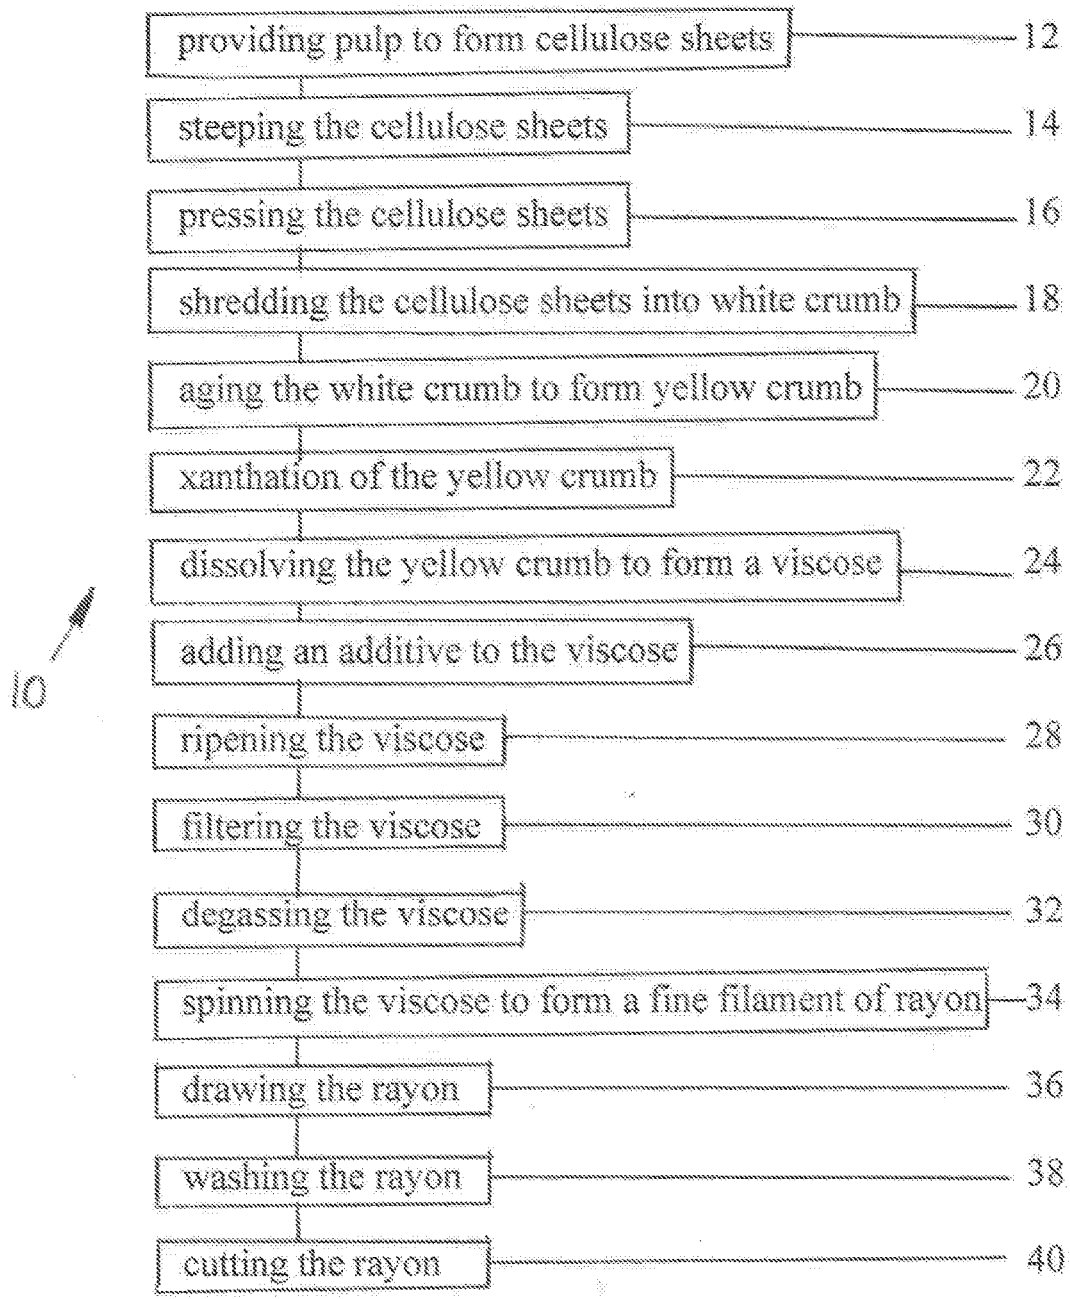 providing pulp to form cellulose sheets 12
steeping the cellulose sheets 14
pressing the cellulose sheets 16
shredding the cellulose sheets into white crumb 18
aging the white crumb to form yellow crumb 20
xanthation of the yellow crumb 22
dissolving the yellow crumb to form a viscose 24
adding an additive to the viscose 26
10
ripening the viscose 28
filtering the viscose 30
degassing the viscose 32
spinning the viscose to form a fine filament of rayon 34
drawing the rayon 36
washing the rayon 38
cutting the rayon 40